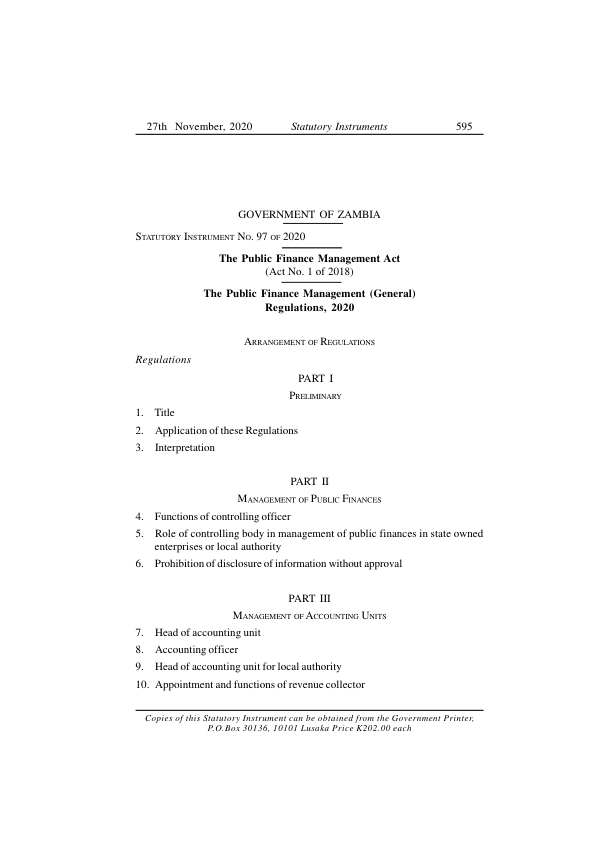 27th November, 2020 Statutory Instruments 595
GOVERNMENT OF ZAMBIA
Statutory Instrument No. 97 of 2020
The Public Finance Management Act
(Act No. 1 of 2018)
The Public Finance Management (General)
Regulations, 2020
Arrangement of Regulations
Regulations
PART I
Preliminary
1. Title
2. Application of these Regulations
3. Interpretation
PART II
Management of Public Finances
4. Functions of controlling officer
5. Role of controlling body in management of public finances in state owned
enterprises or local authority
6. Prohibition of disclosure of information without approval
PART III
Management of Accounting Units
7. Head of accounting unit
8. Accounting officer
9. Head of accounting unit for local authority
10. Appointment and functions of revenue collector
Copies of this Statutory Instrument can be obtained from the Government Printer,
P.O.Box 30136, 10101 Lusaka Price K202.00 each